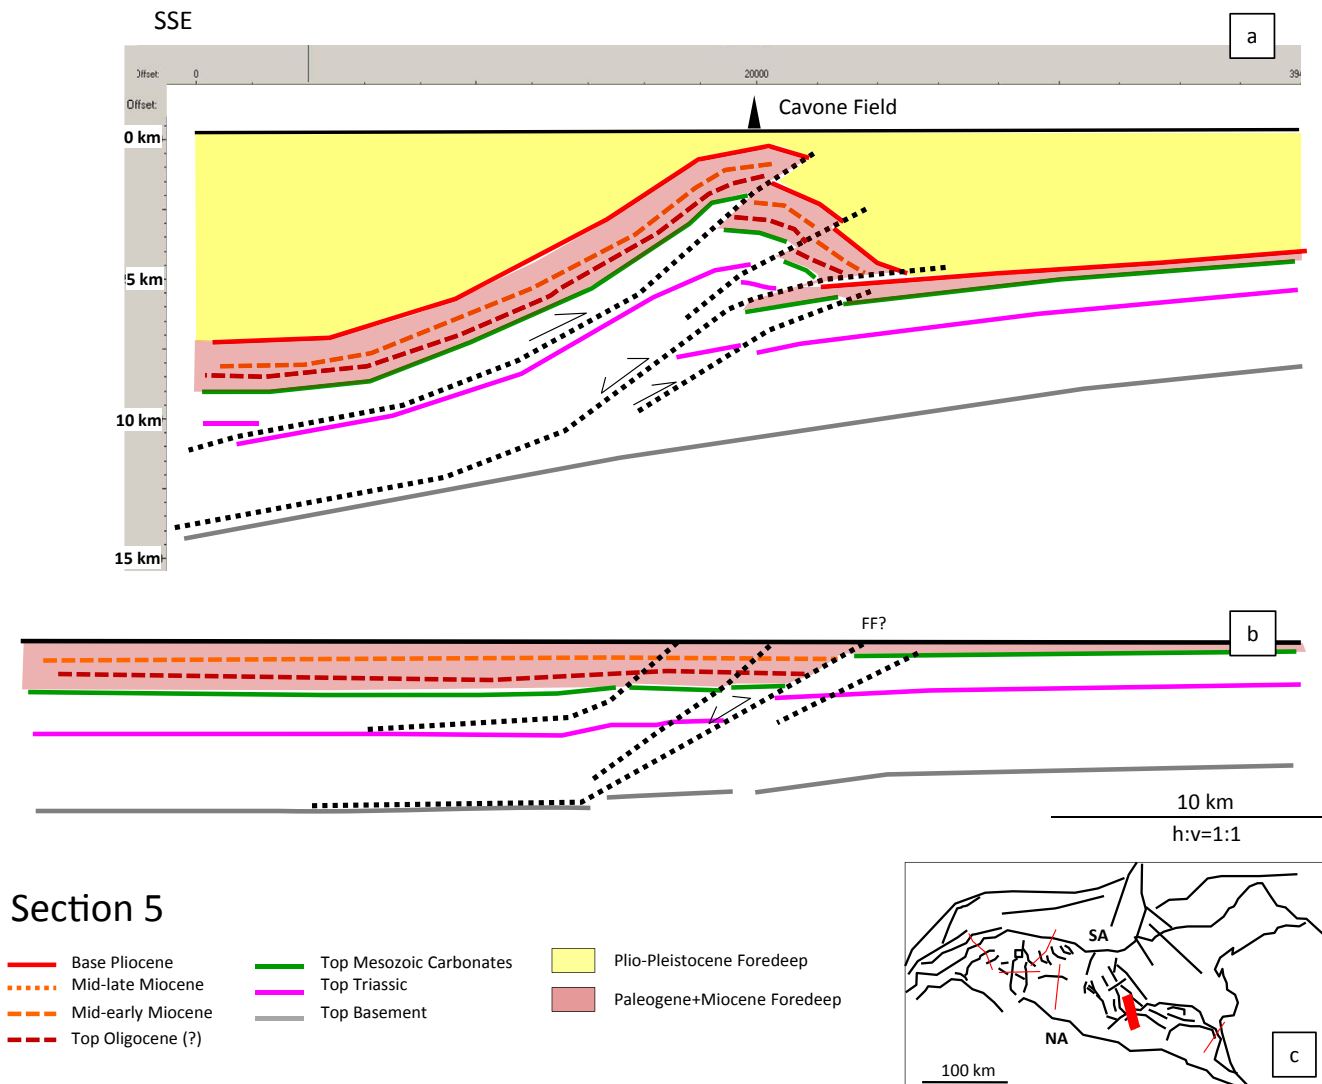 SSE
a
Offset:
0
20000
394
Offset:
Cavone Field
0 km
5 km
10 km
15 km
FF?
b
10 km
h:v=1:1
Section 5
Base Pliocene
Mid-late Miocene
Mid-early Miocene
Top Oligocene (?)
Top Mesozoic Carbonates
Top Triassic
Top Basement
Plio-Pleistocene Foredeep
Paleogene+Miocene Foredeep
SA
NA
100 km
c